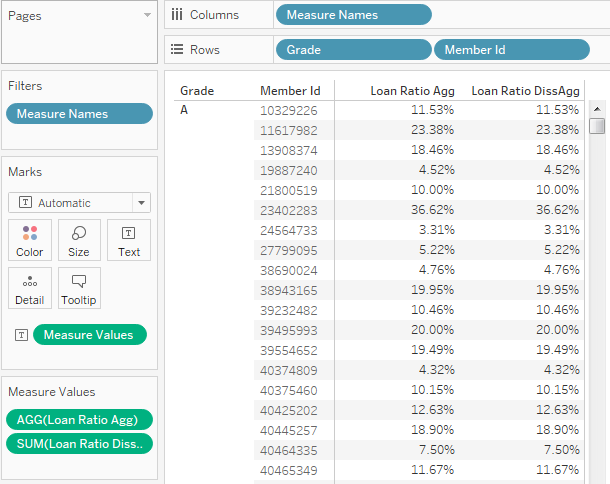 Pages
Columns Measure Names
Rows Grade Member Id
Filters
Measure Names
Marks
Automatic
Color Size Text
Detail Tooltip
Measure Values
Measure Values
AGG(Loan Ratio Agg)
SUM(Loan Ratio Diss..
Grade Member Id Loan Ratio Agg Loan Ratio DissAgg
A 10329226 11.53% 11.53%
11617982 23.38% 23.38%
13908374 18.46% 18.46%
19887240 4.52% 4.52%
21800519 10.00% 10.00%
23402283 36.62% 36.62%
24564733 3.31% 3.31%
27799095 5.22% 5.22%
38690024 4.76% 4.76%
38943165 19.95% 19.95%
39232482 10.46% 10.46%
39495993 20.00% 20.00%
39554652 19.49% 19.49%
40374809 4.32% 4.32%
40375460 10.15% 10.15%
40425202 12.63% 12.63%
40445257 18.90% 18.90%
40464335 7.50% 7.50%
40465349 11.67% 11.67%